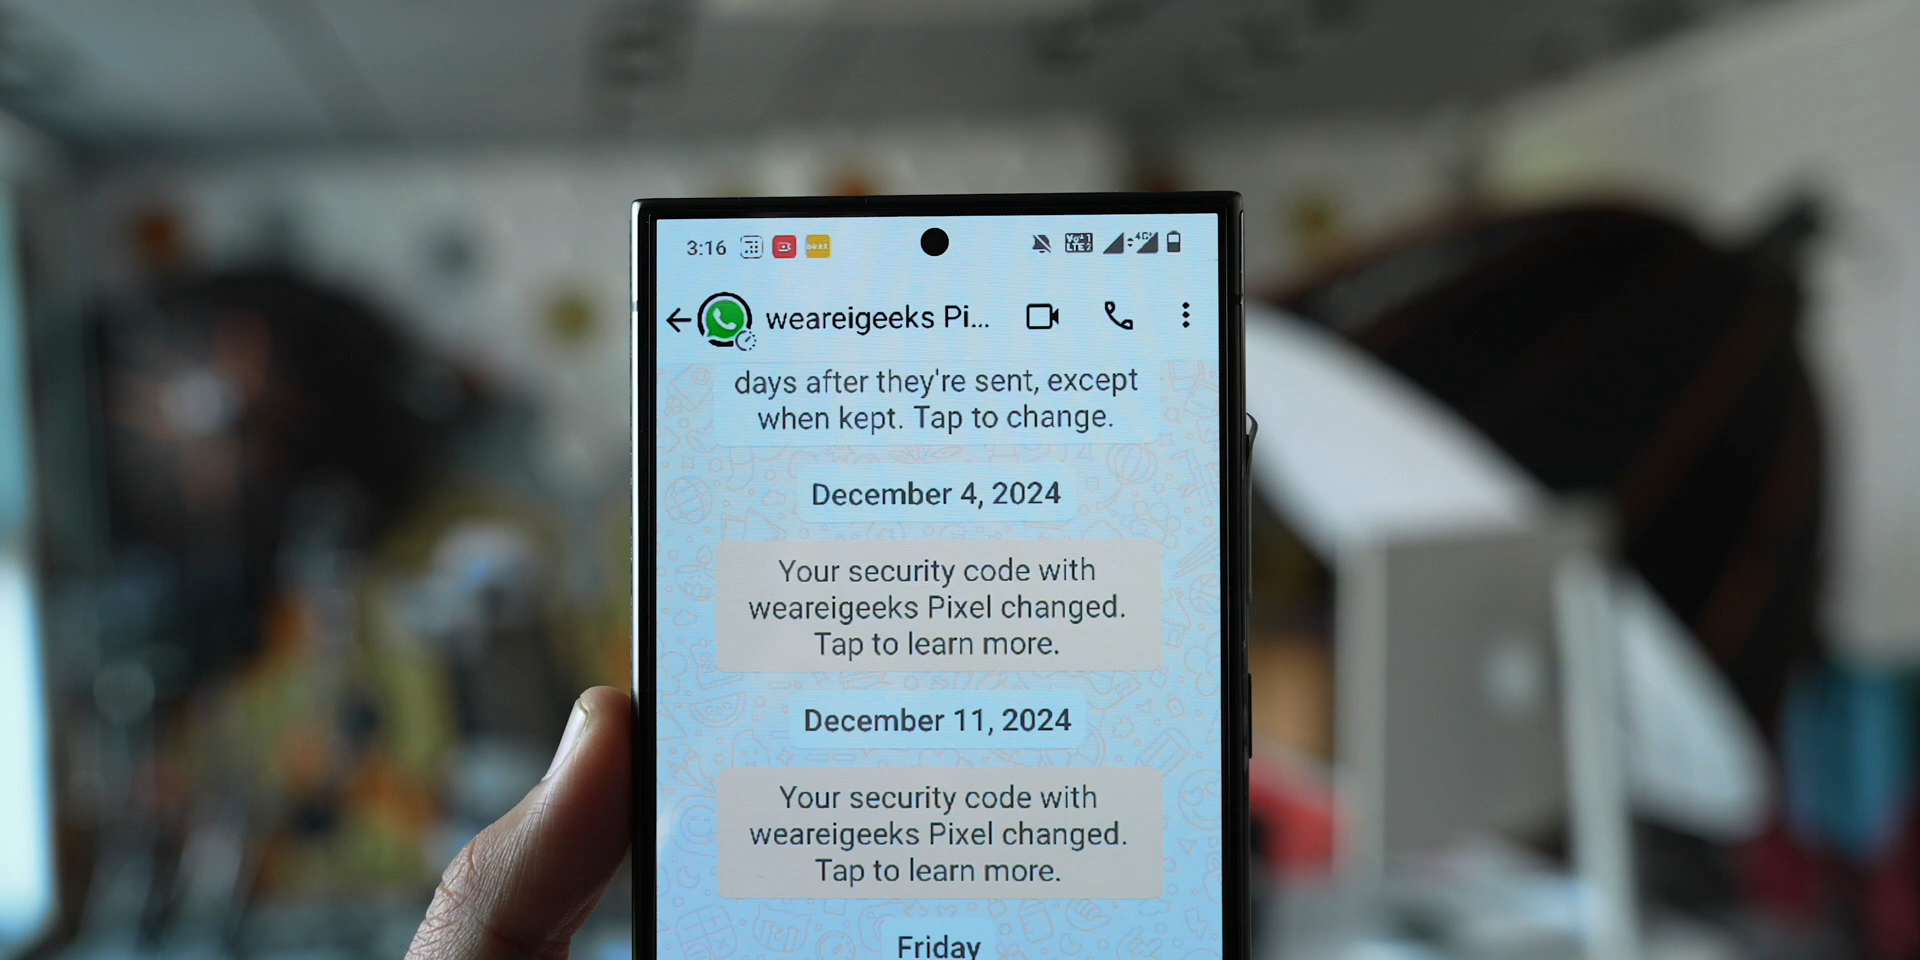 3:16
weareigeeks Pi...
days after they're sent, except
when kept. Tap to change.
December 4, 2024
Your security code with
weareigeeks Pixel changed.
Tap to learn more.
December 11, 2024
Your security code with
weareigeeks Pixel changed.
Tap to learn more.
Friday